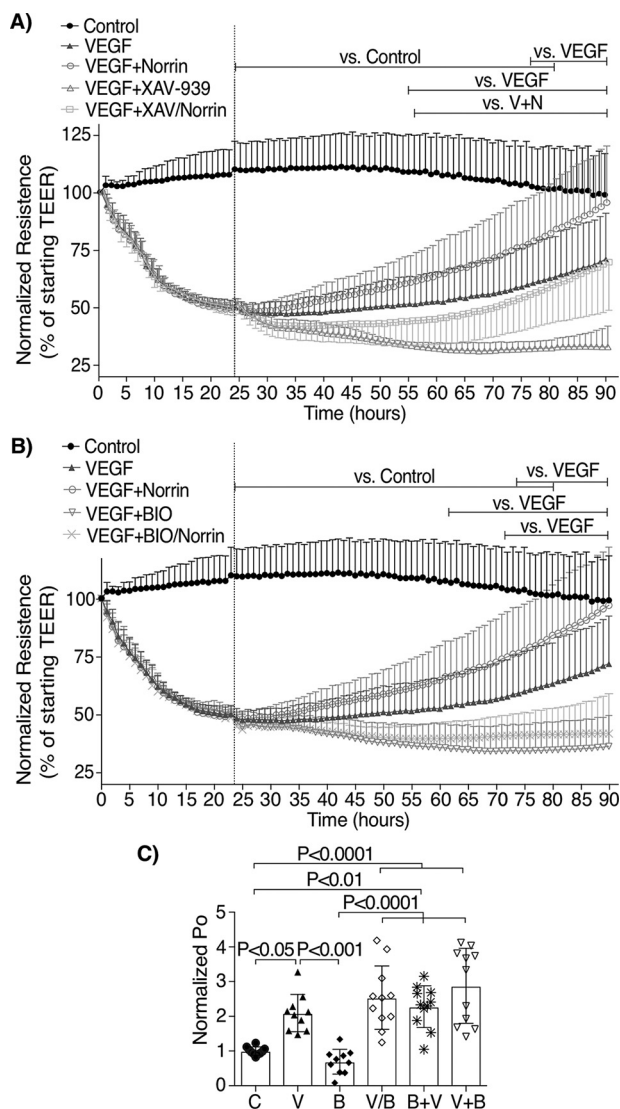 A)
Control
VEGF
VEGF+Norrin
VEGF+XAV-939
VEGF+XAV/Norrin
vs. VEGF
vs. Control
vs. VEGF
vs. V+N
Normalized Resistence
(% of starting TEER)
125
100
75
50
25
0 5 10 15 20 25 30 35 40 45 50 55 60 65 70 75 80 85 90
Time (hours)
B)
Control
VEGF
VEGF+Norrin
VEGF+BIO
VEGF+BIO/Norrin
vs. VEGF
vs. Control
vs. VEGF
vs. VEGF
Normalized Resistence
(% of starting TEER)
100
75
50
25
0 5 10 15 20 25 30 35 40 45 50 55 60 65 70 75 80 85 90
Time (hours)
C)
P<0.0001
P<0.01
P<0.0001
P<0.05 P<0.001
Normalized Po
5
4
3
2
1
0
C V B V/B B+V V+B